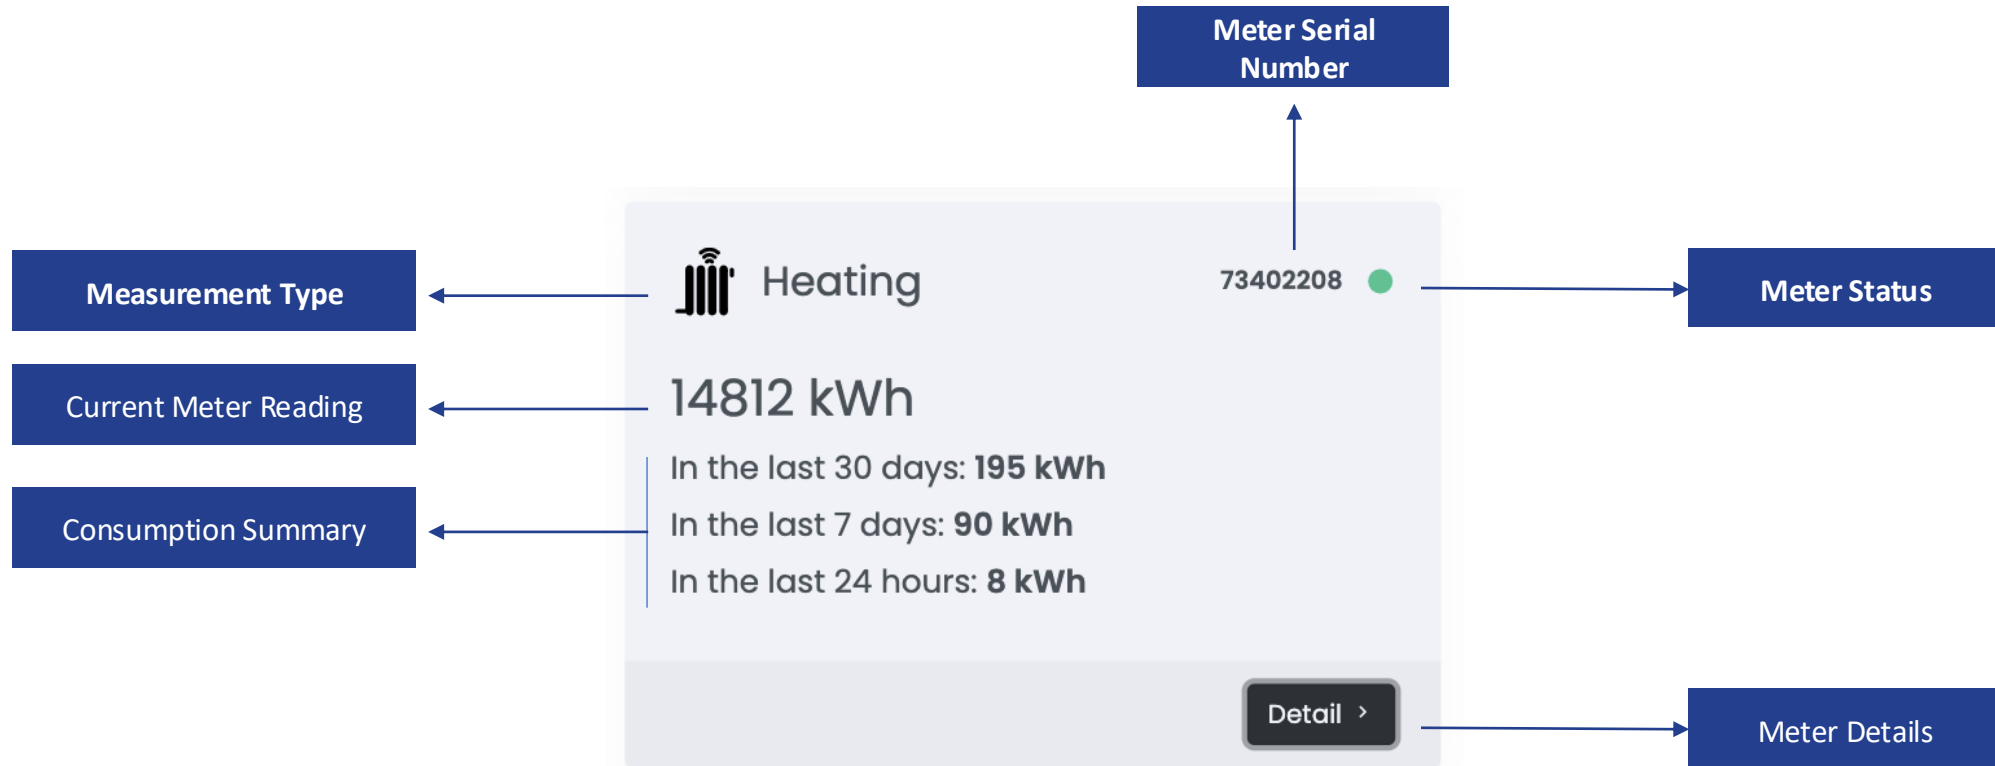 Meter Serial
Number
Measurement Type
Heating
73402208
Meter Status
Current Meter Reading
14812 kWh
Consumption Summary
In the last 30 days: 195 kWh
In the last 7 days: 90 kWh
In the last 24 hours: 8 kWh
Detail >
Meter Details